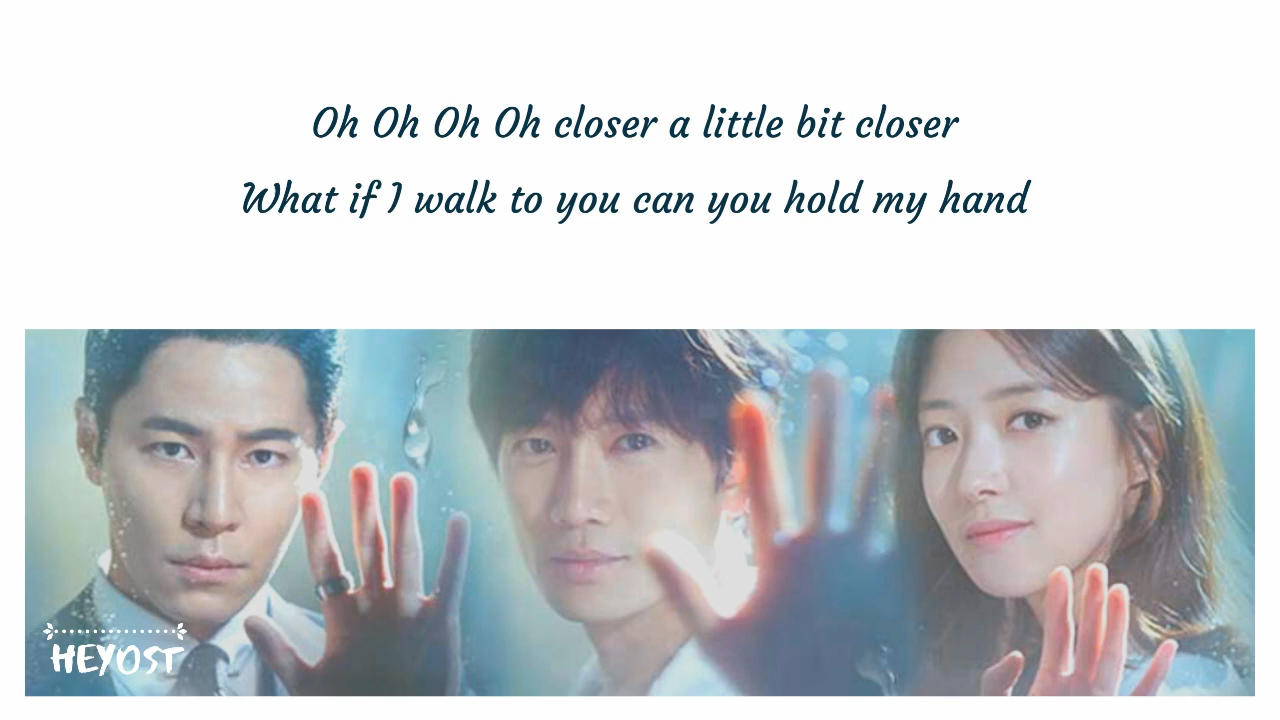 Oh Oh Oh Oh closer a little bit closer
What if I walk to you can you hold my hand
HEYOST